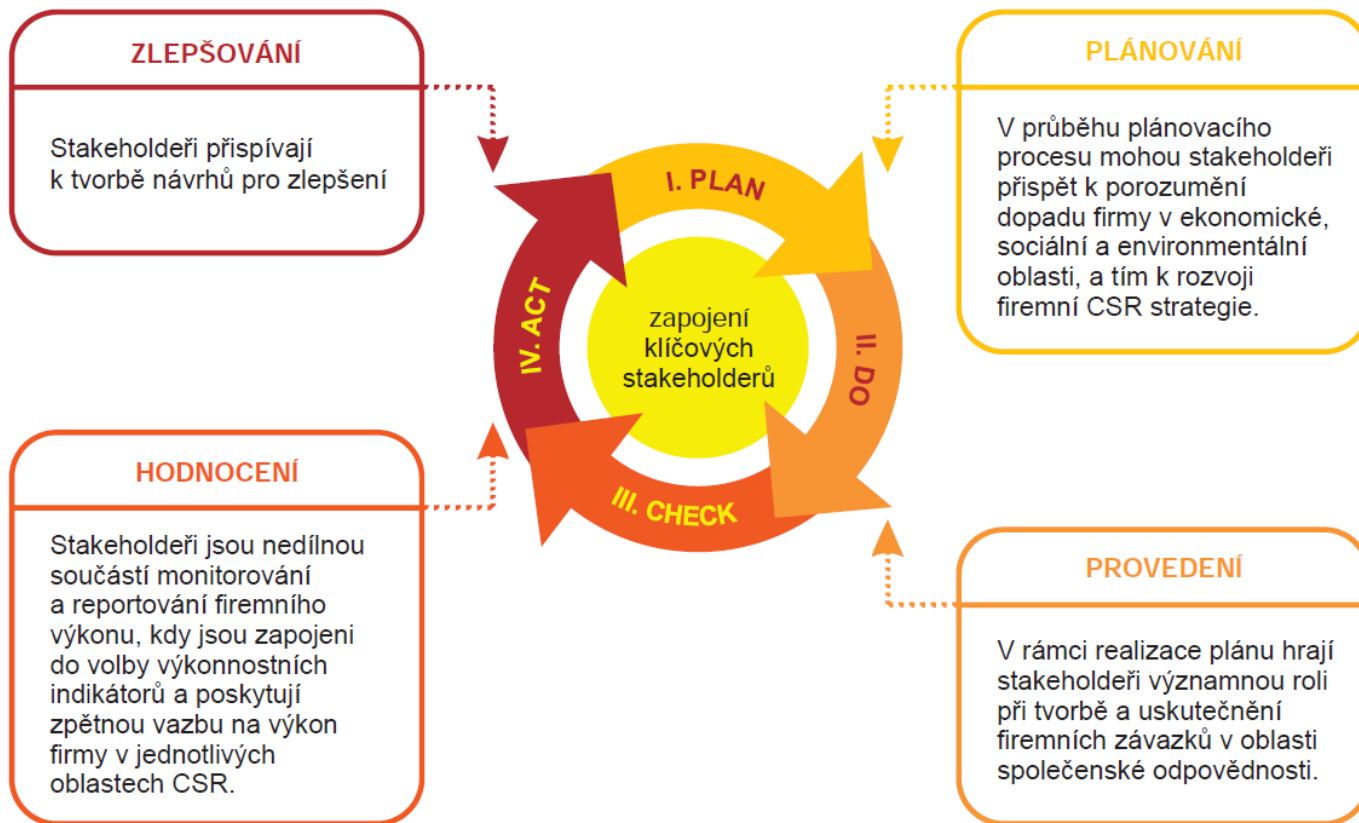 ZLEPŠOVÁNÍ
Stakeholdeři přispívají
k tvorbě návrhů pro zlepšení
PLÁNOVÁNÍ
V průběhu plánovacího
procesu mohou stakeholdeři
přispět k porozumění
dopadu firmy v ekonomické,
sociální a environmentální
oblasti, a tím k rozvoji
firemní CSR strategie.
I. PLAN
II. DO
III. CHECK
IV. ACT
zapojení
klíčových
stakeholderů
HODNOCENÍ
Stakeholdeři jsou nedílnou
součástí monitorování
a reportování firemního
výkonu, kdy jsou zapojeni
do volby výkonnostních
indikátorů a poskytují
zpětnou vazbu na výkon
firmy v jednotlivých
oblastech CSR.
PROVEDENÍ
V rámci realizace plánu hrají
stakeholdeři významnou roli
při tvorbě a uskutečnění
firemních závazků v oblasti
společenské odpovědnosti.